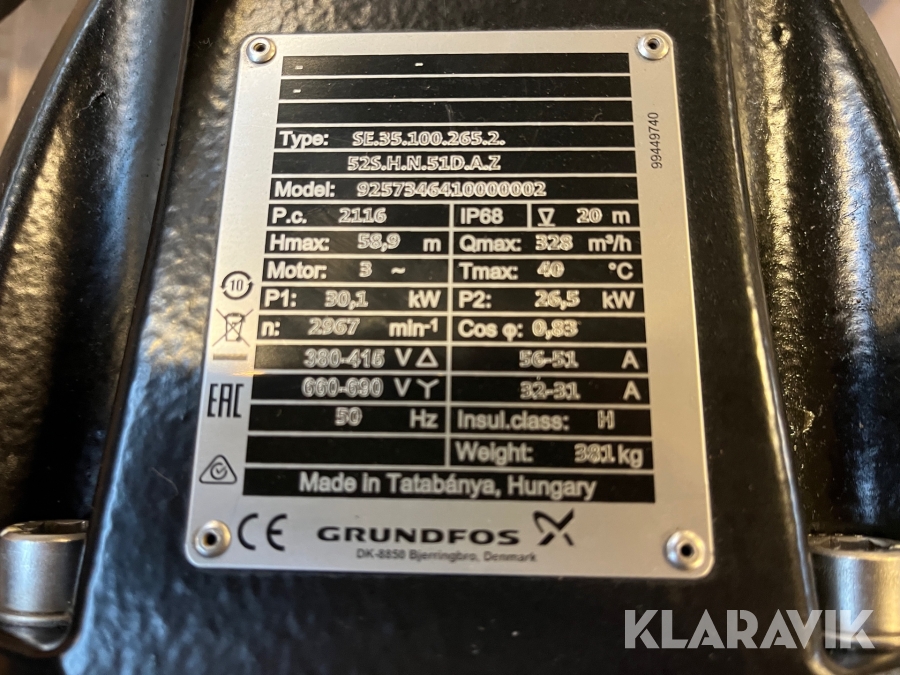 - -
-
Type: SE.35.100.265.2.
52S.H.N.51D.A.Z
Model: 9257346410000002
P.c. 2116 IP68 20 m
Hmax: 58,9 m Qmax: 328 m³/h
Motor: 3 ~ Tmax: 40 °C
P1: 30,1 kW P2: 26,5 kW
n: 2967 min-1 Cos φ: 0,83
380-415 V △ 56-51 A
660-690 V Y 32-31 A
50 Hz Insul.class: H
Weight: 381 kg
Made in Tatabánya, Hungary
CE GRUNDFOS X
DK-8850 Bjerringbro, Denmark
99449740
10
EAC
KLARAVIK